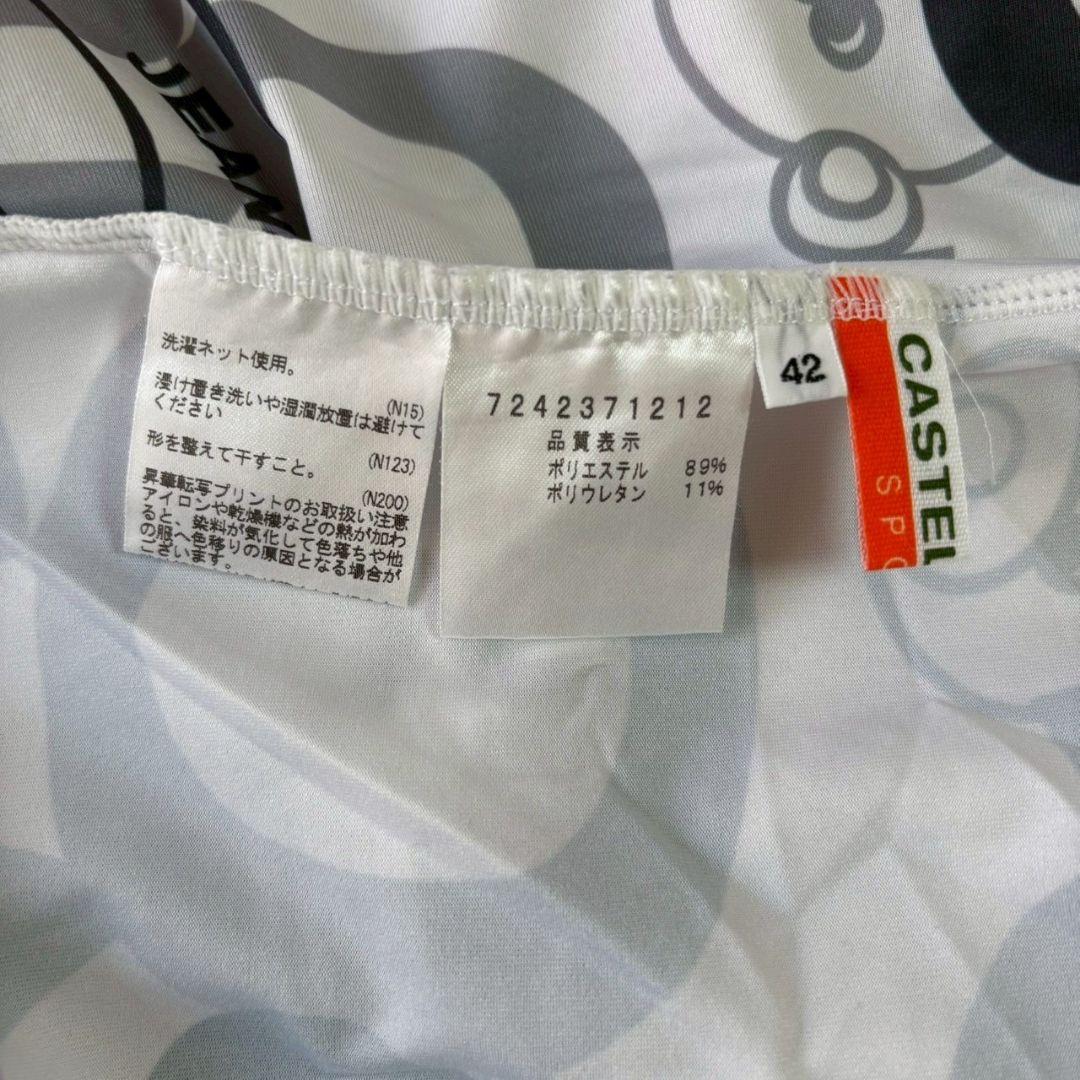 JEAN
洗濯ネット使用。
(N15)
浸け置き洗いや湿潤放置は避けて
ください
(N123)
形を整えて干すこと。
(N200)
昇華転写プリントのお取扱い注意
アイロンや乾燥機などの熱が加わ
ると、染料が気化して色落ちや他
の服へ色移りの原因となる場合が
ございます。
7242371212
品質表示
ポリエステル 89%
ポリウレタン 11%
42
CASTEL
SPO